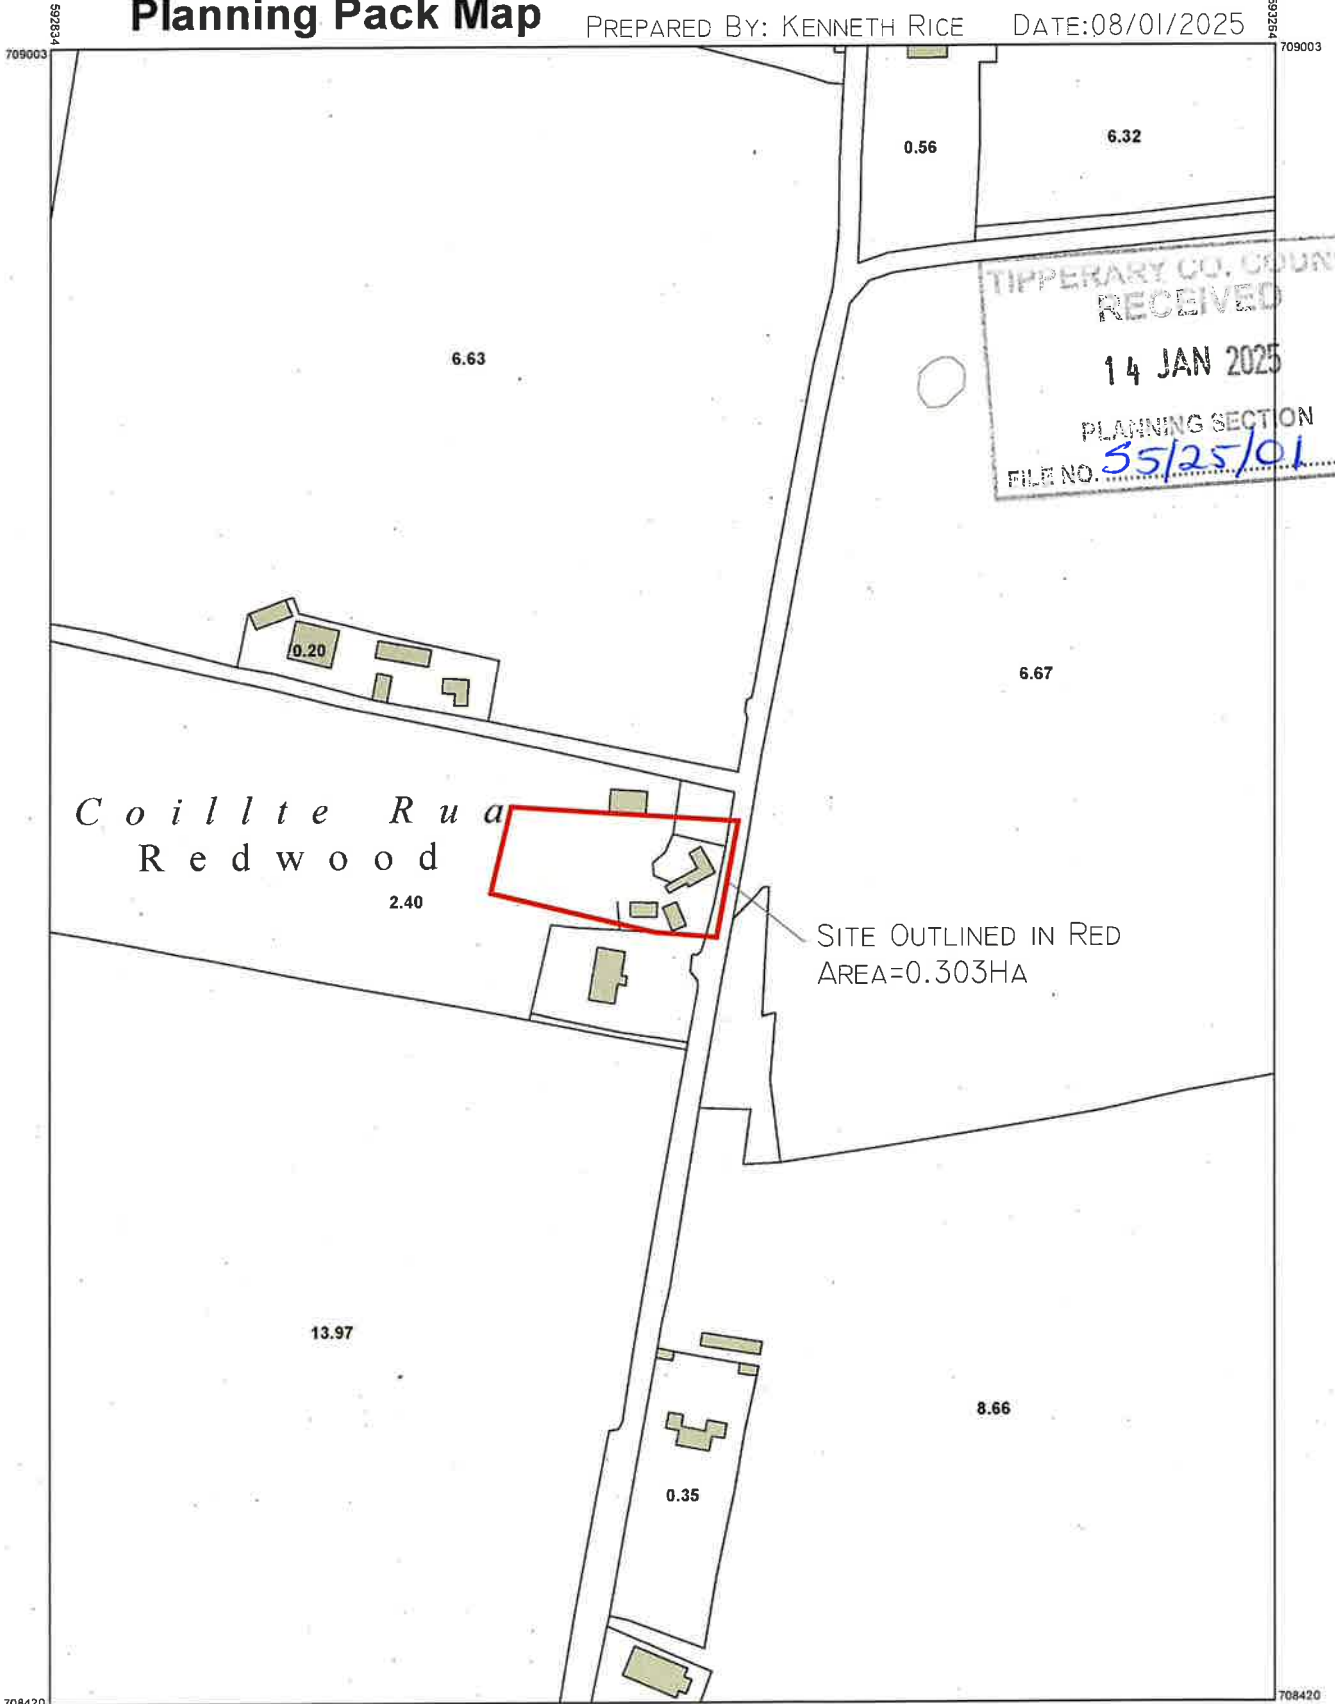 Planning Pack Map
PREPARED BY: KENNETH RICE
DATE:08/01/2025
592834
593264
709003
709003
0.56
6.32
TIPPERARY CO. COUN
RECEIVED
14 JAN 2025
PLANNING SECTION
FILE NO. S5/25/01
6.63
0.20
6.67
Coillte Rua
Redwood
2.40
SITE OUTLINED IN RED
AREA=0.303HA
13.97
8.66
0.35
708420
708420